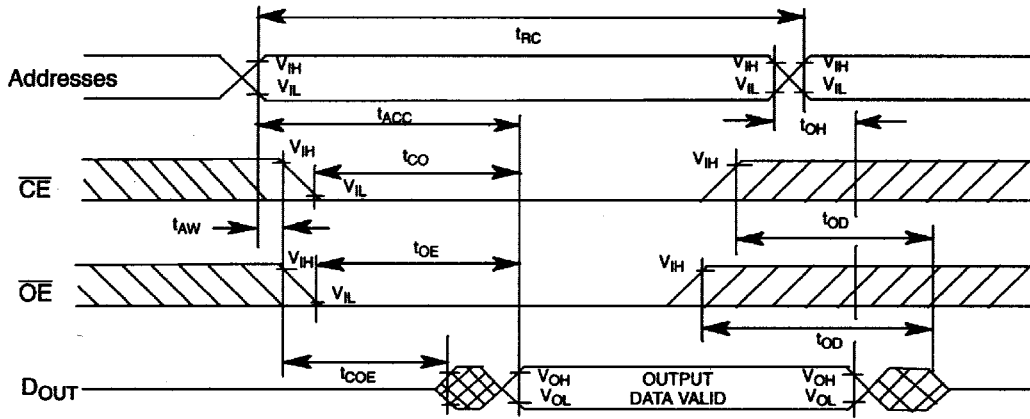 tRC
Addresses
VIH
VIL
VIH
VIL
VIH
VIL
tACC
tOH
CE
VIH
tCO
VIL
VIH
tAW
tOD
OE
VIH
tOE
VIL
VIH
tCOE
tOD
DOUT
VOH
VOL
OUTPUT
DATA VALID
VOH
VOL